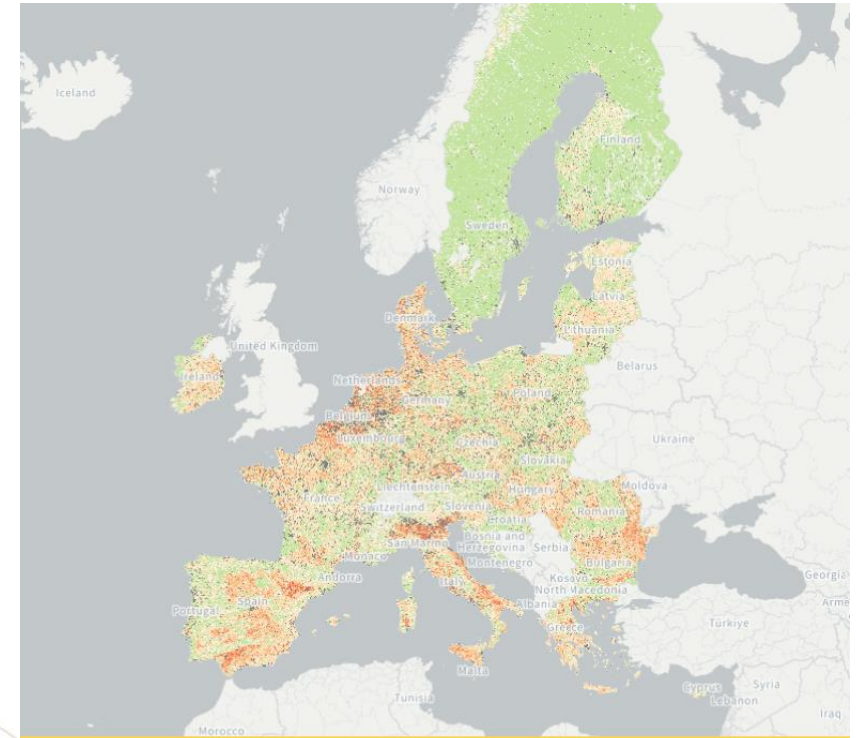 Iceland
Finland
Norway
Sweden
Estonia
Latvia
Denmark
Lithuania
United Kingdom
Ireland
Belarus
Netherlands
Poland
Germany
Belgium
Luxembourg
Czechia
Ukraine
Slovakia
Austria
Liechtenstein
Hungary
Moldova
France
Switzerland
Slovenia
Romania
Croatia
San Marino
Bosnia and
Herzegovina
Serbia
Monaco
Montenegro
Bulgaria
Andorra
Kosovo
Georgia
Italy
North Macedonia
Spain
Albania
Arme
Portugal
Türkiye
Greece
Malta
Cyprus
Syria
Tunisia
Lebanon
Iraq
Morocco